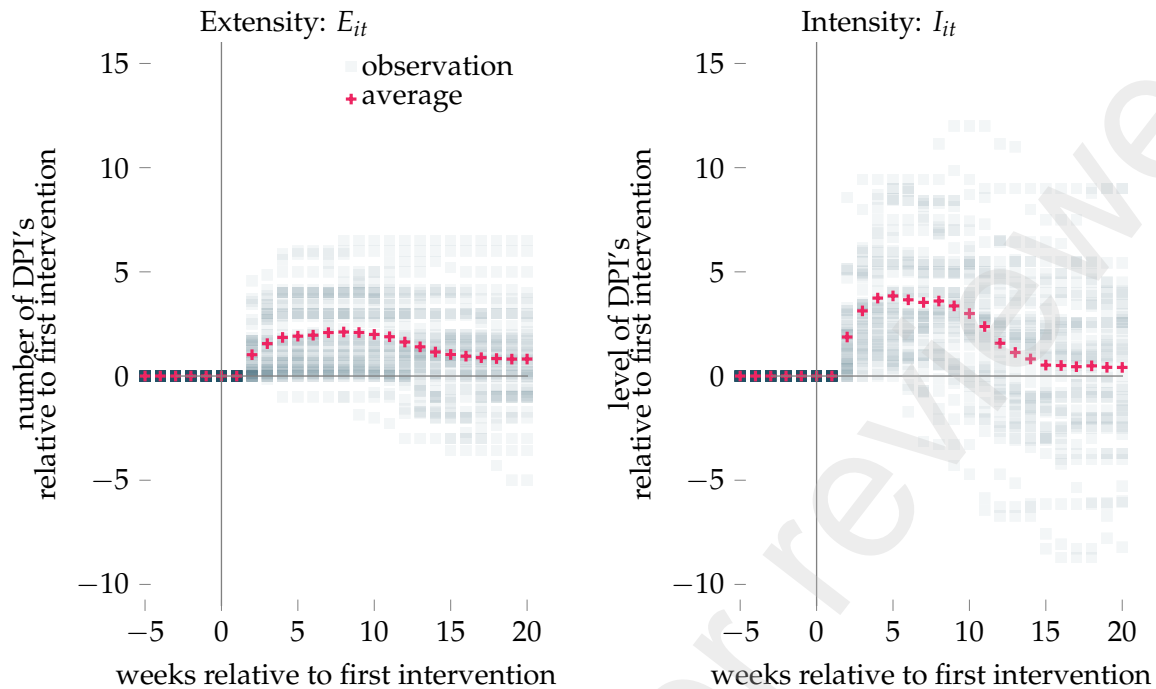 Extensity: E_it
observation
average
15
10
5
0
−5
−10
number of DPI's
relative to first intervention
−5 0 5 10 15 20
weeks relative to first intervention
Intensity: I_it
15
10
5
0
−5
−10
level of DPI's
relative to first intervention
−5 0 5 10 15 20
weeks relative to first intervention